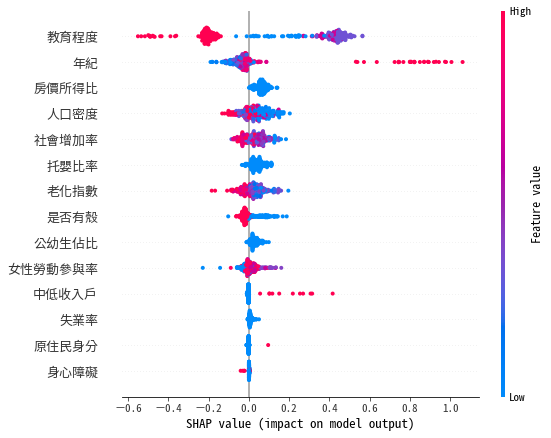 High
教育程度
年紀
房價所得比
人口密度
社會增加率
托嬰比率
老化指數
是否有殼
公幼生佔比
女性勞動參與率
中低收入戶
失業率
原住民身分
身心障礙
Feature value
Low
−0.6 −0.4 −0.2 0.0 0.2 0.4 0.6 0.8 1.0
SHAP value (impact on model output)